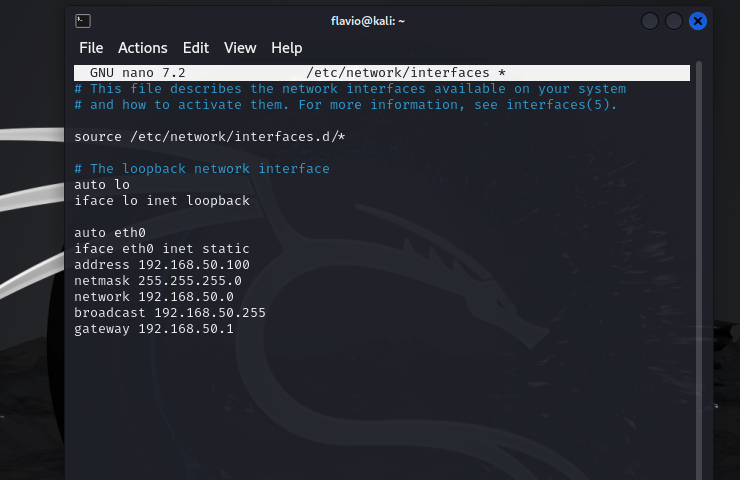 flavio@kali: ~
File Actions Edit View Help
GNU nano 7.2 /etc/network/interfaces *
# This file describes the network interfaces available on your system
# and how to activate them. For more information, see interfaces(5).
source /etc/network/interfaces.d/*
# The loopback network interface
auto lo
iface lo inet loopback
auto eth0
iface eth0 inet static
address 192.168.50.100
netmask 255.255.255.0
network 192.168.50.0
broadcast 192.168.50.255
gateway 192.168.50.1